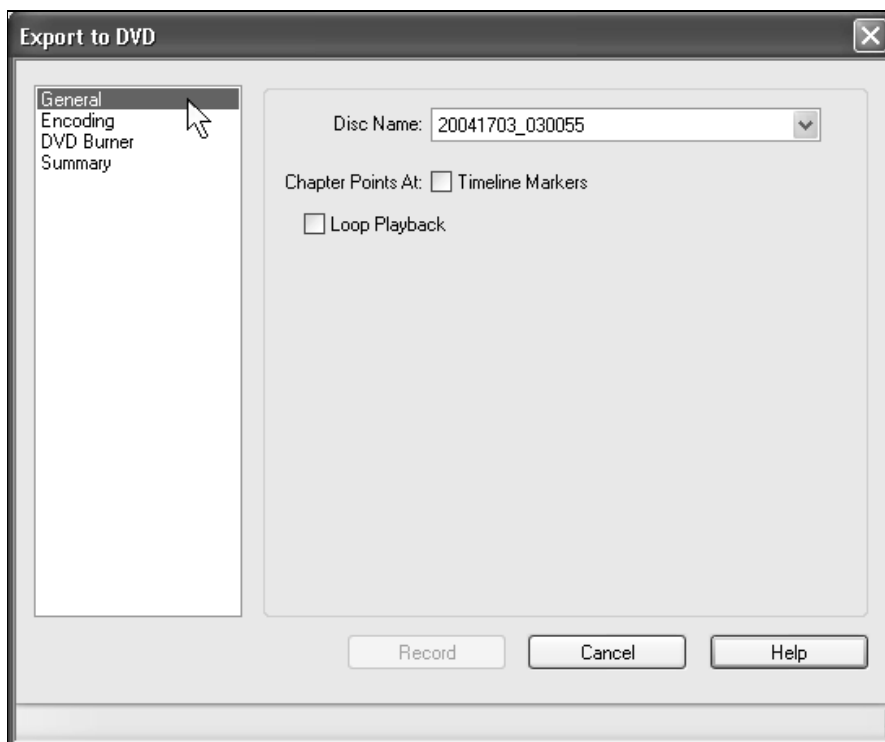 Export to DVD
General
Encoding
DVD Burner
Summary
Disc Name: 20041703_030055
Chapter Points At: Timeline Markers
Loop Playback
Record Cancel Help